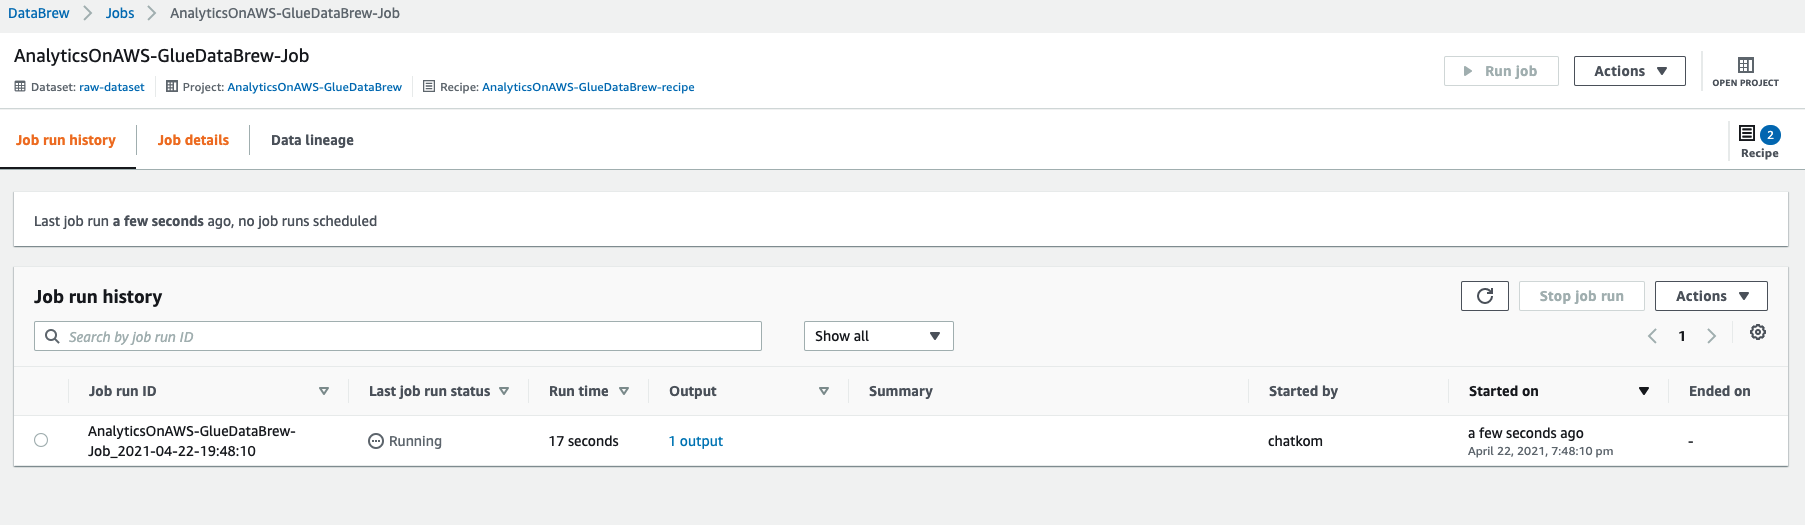 DataBrew Jobs AnalyticsOnAWS-GlueDataBrew-Job
AnalyticsOnAWS-GlueDataBrew-Job
Dataset: raw-dataset Project: AnalyticsOnAWS-GlueDataBrew Recipe: AnalyticsOnAWS-GlueDataBrew-recipe
Run job Actions OPEN PROJECT
Job run history Job details Data lineage
2
Recipe
Last job run a few seconds ago, no job runs scheduled
Job run history
Stop job run Actions
Search by job run ID Show all 1
Job run ID Last job run status Run time Output Summary Started by Started on Ended on
AnalyticsOnAWS-GlueDataBrew-
Job_2021-04-22-19:48:10
Running 17 seconds 1 output chatkom
a few seconds ago
April 22, 2021, 7:48:10 pm
-